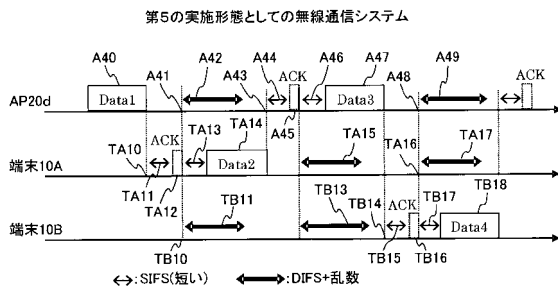 第5の実施形態としての無線通信システム
A40 A41 A42 A43 A44 A46 A47 A48 A49
ACK ACK
AP20d Data1 Data3
A45
TA13 TA14 TA15 TA16 TA17
TA10 ACK
端末10A Data2
TA11 TA12
TB11 TB13 TB14 ACK TB17 TB18
端末10B Data4
TB10 TB15 TB16
:SIFS(短い) :DIFS+乱数